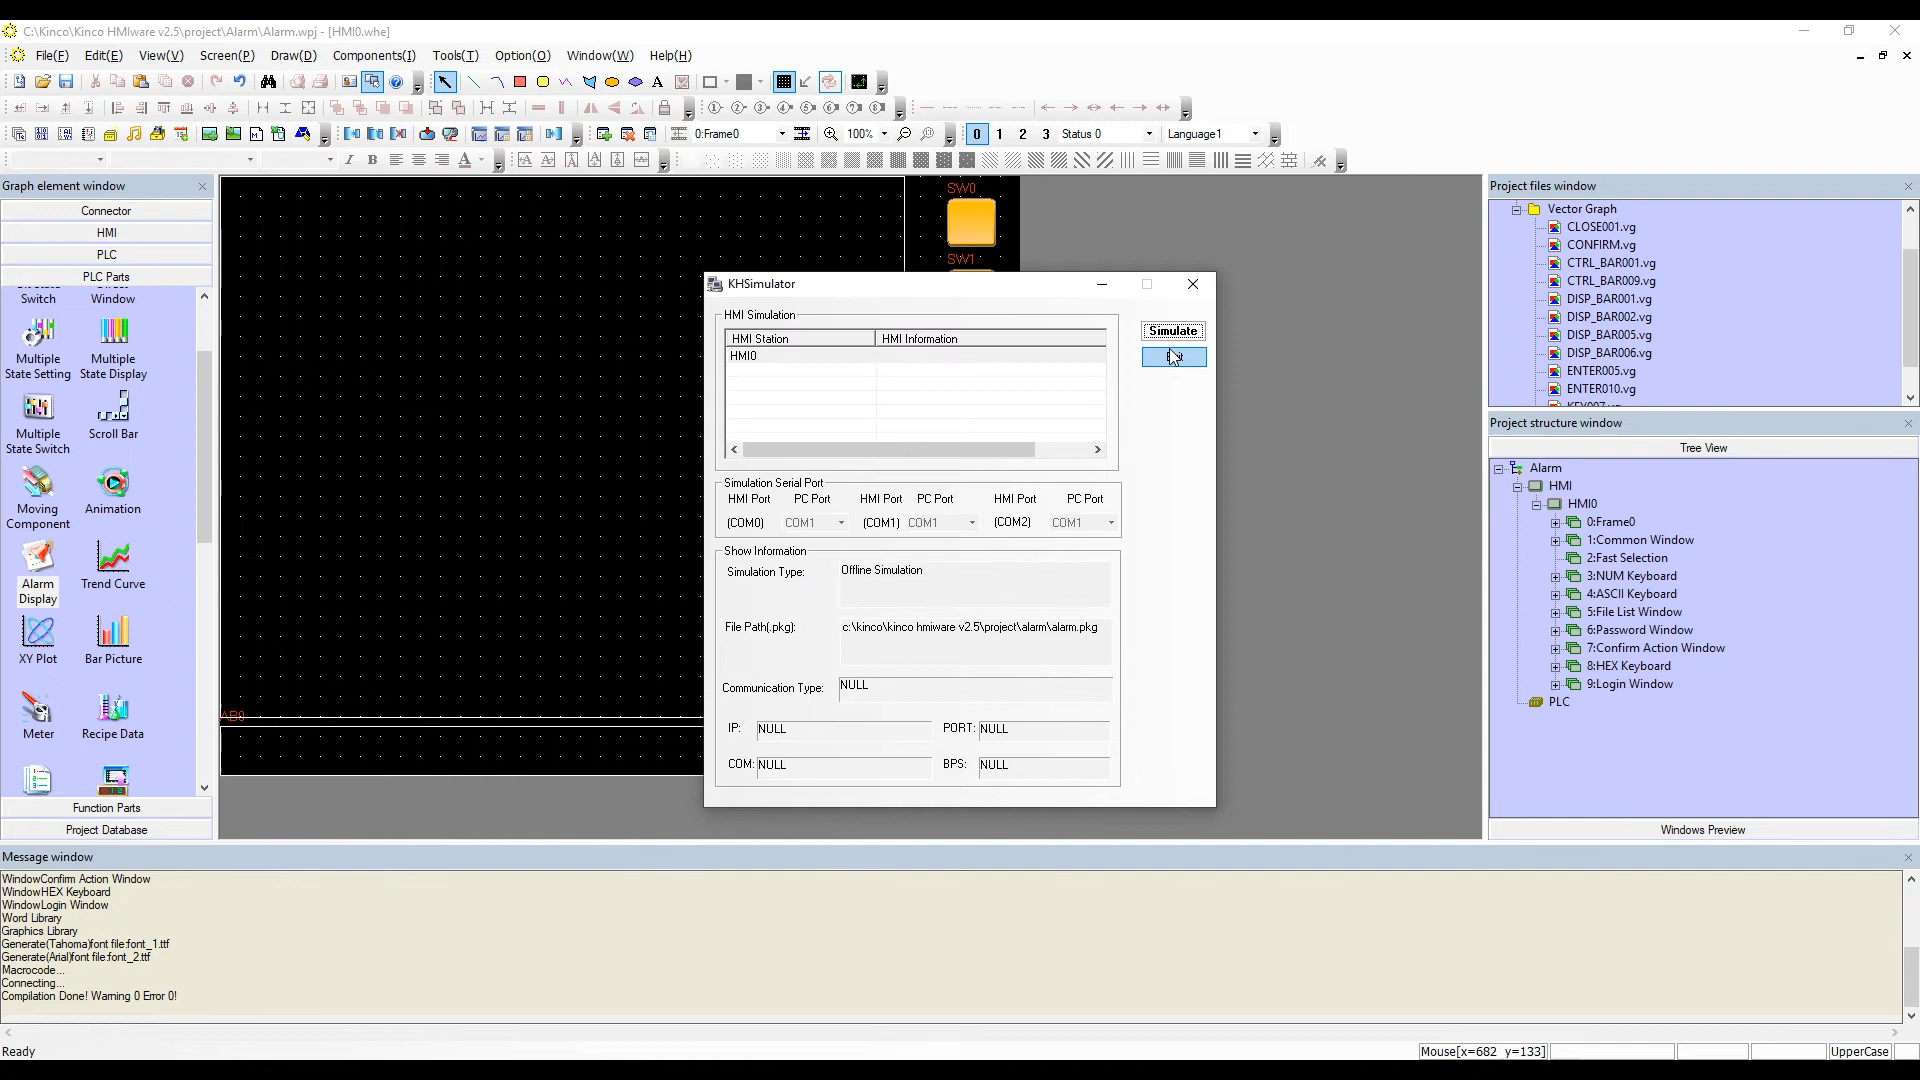 C:\Kinco\Kinco HMIware v2.5\project\Alarm\Alarm.wpj - [HMI0.whe]
File(F) Edit(E) View(V) Screen(P) Draw(D) Components(I) Tools(T) Option(O) Window(W) Help(H)
0:Frame0 100% 0 1 2 3 Status 0 Language1
Graph element window
Connector
HMI
PLC
PLC Parts
Switch
Window
Multiple
State Setting
Multiple
State Display
Multiple
State Switch
Scroll Bar
Moving
Component
Animation
Alarm
Display
Trend Curve
XY Plot
Bar Picture
Meter
Recipe Data
Function Parts
Project Database
SW0
SW1
AB0
KHSimulator
HMI Simulation
HMI Station HMI Information
HMI0
Simulate
Simulation Serial Port
HMI Port PC Port HMI Port PC Port HMI Port PC Port
(COM0) COM1 (COM1) COM1 (COM2) COM1
Show Information
Simulation Type: Offline Simulation
File Path(.pkg): c:\kinco\kinco hmiware v2.5\project\alarm\alarm.pkg
Communication Type: NULL
IP: NULL PORT: NULL
COM: NULL BPS: NULL
Project files window
Vector Graph
CLOSE001.vg
CONFIRM.vg
CTRL_BAR001.vg
CTRL_BAR009.vg
DISP_BAR001.vg
DISP_BAR002.vg
DISP_BAR005.vg
DISP_BAR006.vg
ENTER005.vg
ENTER010.vg
Project structure window
Tree View
Alarm
HMI
HMI0
0:Frame0
1:Common Window
2:Fast Selection
3:NUM Keyboard
4:ASCII Keyboard
5:File List Window
6:Password Window
7:Confirm Action Window
8:HEX Keyboard
9:Login Window
PLC
Windows Preview
Message window
WindowConfirm Action Window
WindowHEX Keyboard
WindowLogin Window
Word Library
Graphics Library
Generate(Tahoma)font file:font_1.ttf
Generate(Arial)font file:font_2.ttf
Macrocode...
Connecting...
Compilation Done! Warning 0 Error 0!
Ready
Mouse[x=682 y=133]
UpperCase